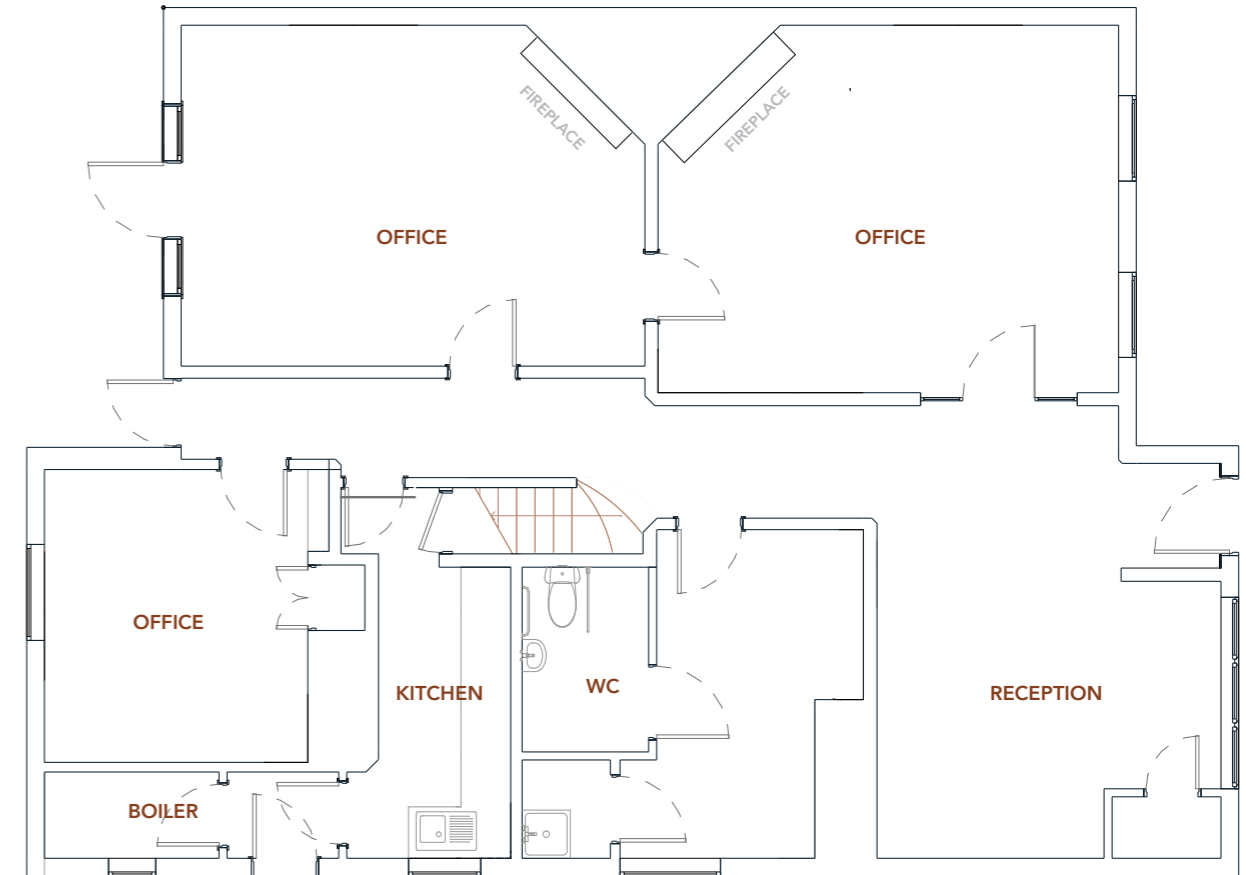 FIREPLACE
FIREPLACE
OFFICE
OFFICE
OFFICE
KITCHEN
WC
RECEPTION
BOILER